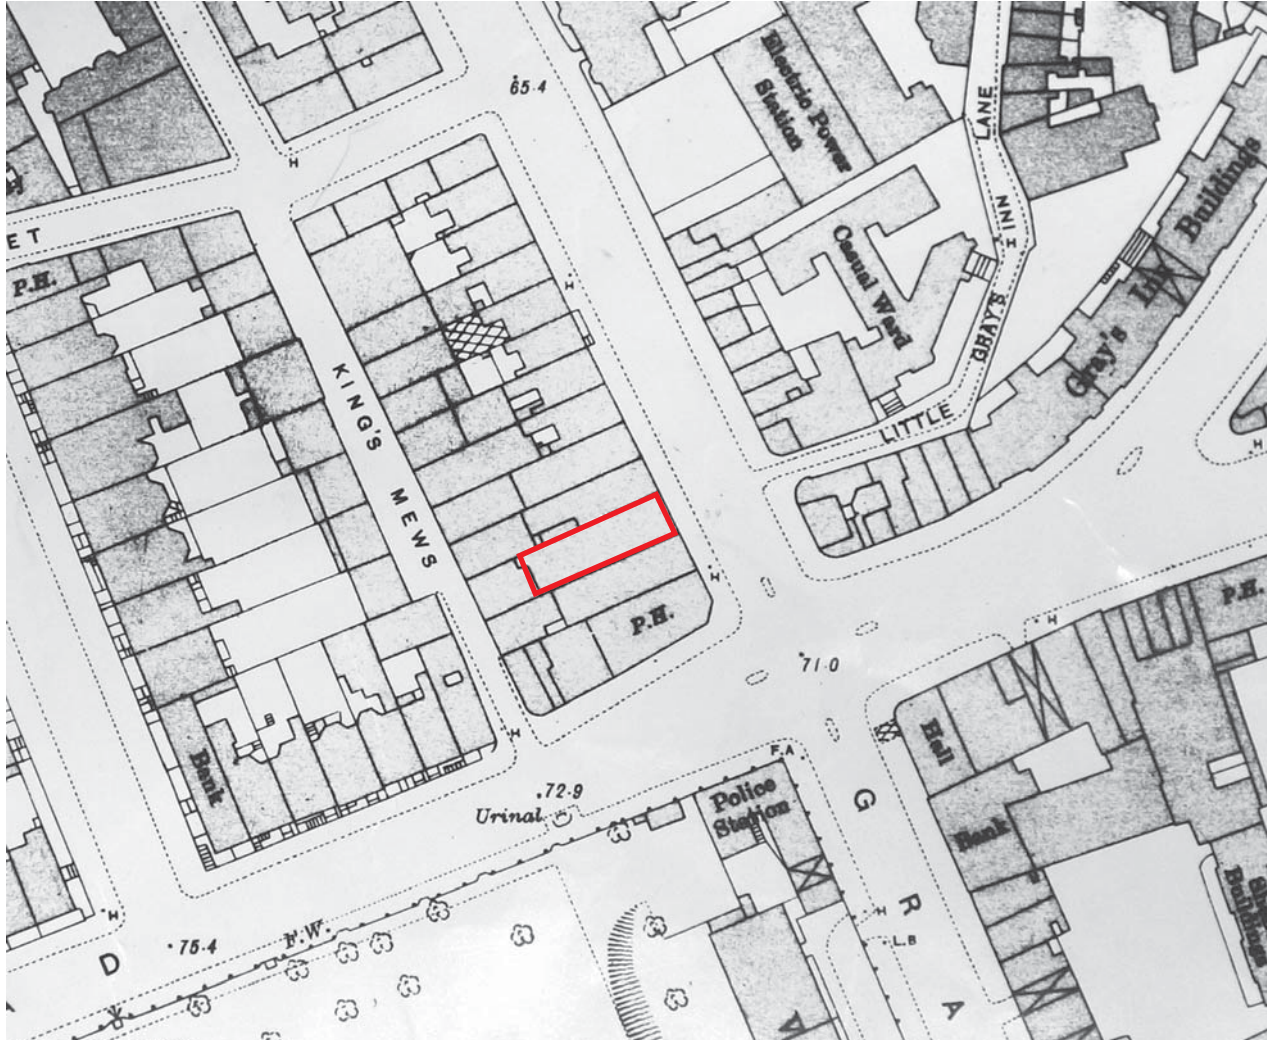 65·4
Electric Power
Station
LANE
INN
H
H
Buildings
ET
P.H.
Casual Ward
H
Inn
GRAY'S
Gray's
KING'S
MEWS
LITTLE
H
H
P.H.
P.H.
H
71·0
Hall
H
Bank
F.A
72·9
Urinal
Police
Station
G
Bank
R
H
L.B
Buildings
H
F.W.
75·4
D
A